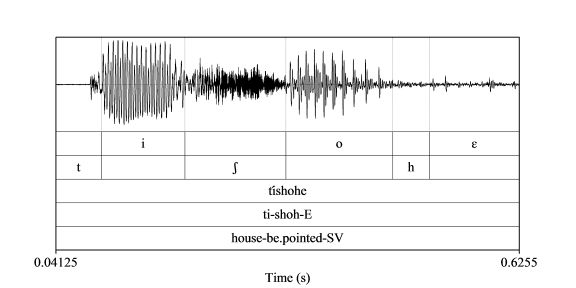 i o ɛ
t ʃ h
tíshohe
ti-shoh-E
house-be.pointed-SV
0.04125 0.6255
Time (s)